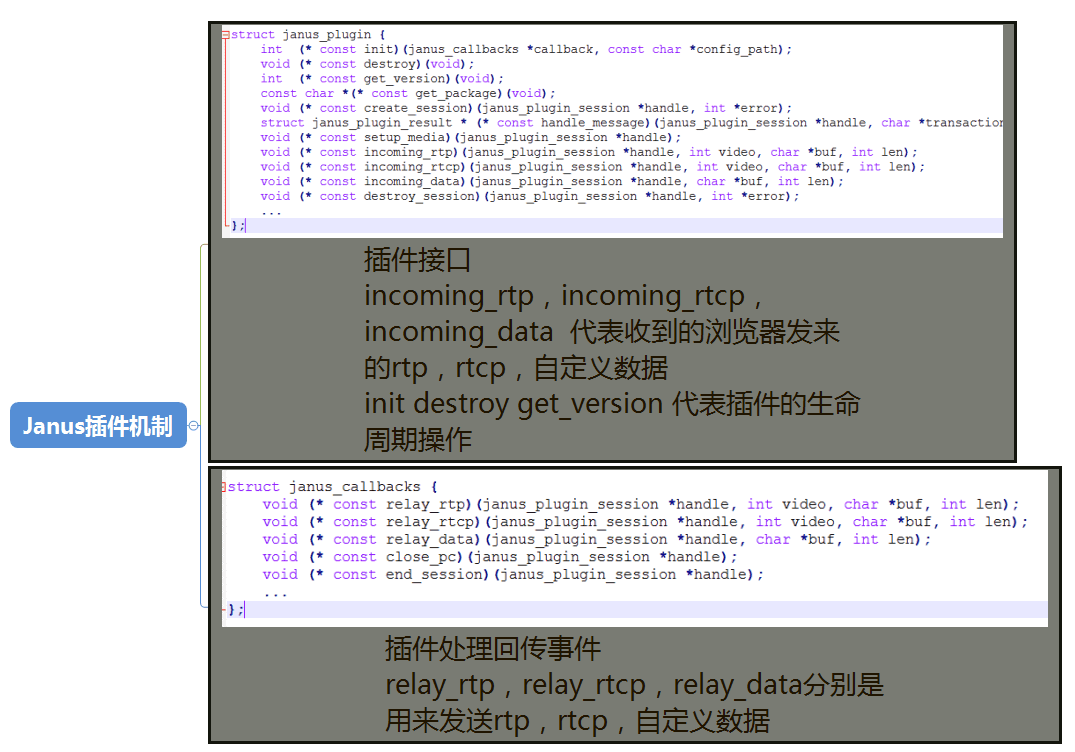 struct janus_plugin {
int (* const init)(janus_callbacks *callback, const char *config_path);
void (* const destroy)(void);
int (* const get_version)(void);
const char *(* const get_package)(void);
void (* const create_session)(janus_plugin_session *handle, int *error);
struct janus_plugin_result * (* const handle_message)(janus_plugin_session *handle, char *transaction
void (* const setup_media)(janus_plugin_session *handle);
void (* const incoming_rtp)(janus_plugin_session *handle, int video, char *buf, int len);
void (* const incoming_rtcp)(janus_plugin_session *handle, int video, char *buf, int len);
void (* const incoming_data)(janus_plugin_session *handle, char *buf, int len);
void (* const destroy_session)(janus_plugin_session *handle, int *error);
...
};
插件接口
incoming_rtp，incoming_rtcp，
incoming_data 代表收到的浏览器发来
的rtp，rtcp，自定义数据
init destroy get_version 代表插件的生命
周期操作
Janus插件机制
struct janus_callbacks {
void (* const relay_rtp)(janus_plugin_session *handle, int video, char *buf, int len);
void (* const relay_rtcp)(janus_plugin_session *handle, int video, char *buf, int len);
void (* const relay_data)(janus_plugin_session *handle, char *buf, int len);
void (* const close_pc)(janus_plugin_session *handle);
void (* const end_session)(janus_plugin_session *handle);
...
};
插件处理回传事件
relay_rtp，relay_rtcp，relay_data分别是
用来发送rtp，rtcp，自定义数据